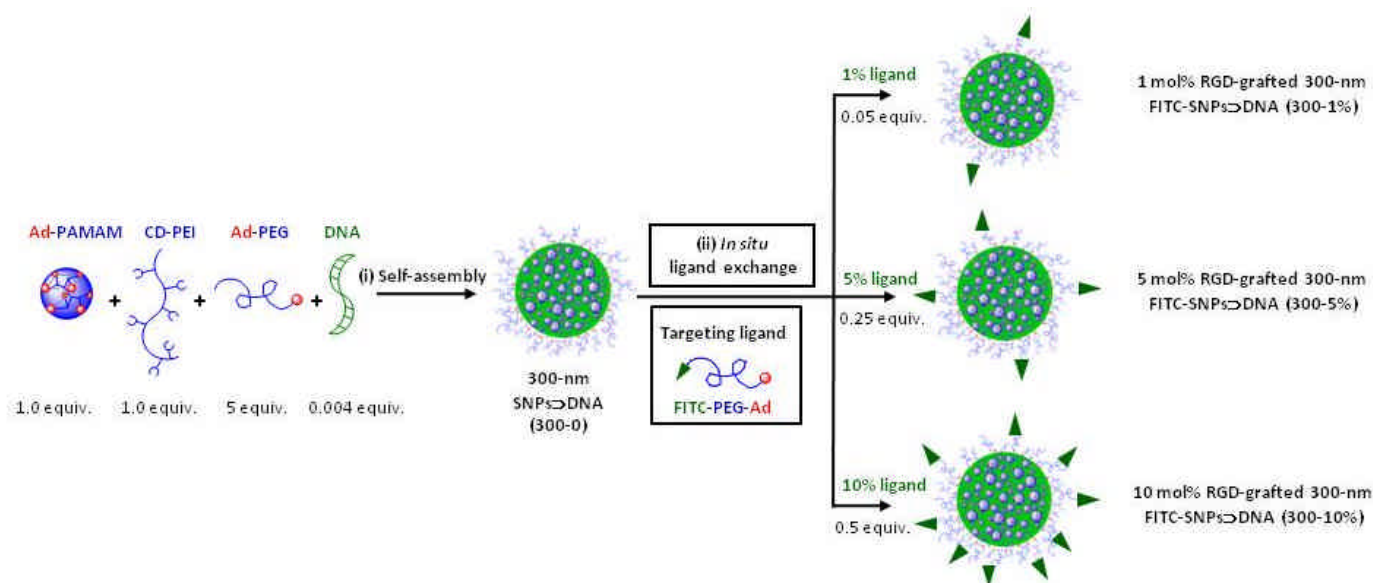 Ad-PAMAM CD-PEI Ad-PEG DNA
+ + +
1.0 equiv. 1.0 equiv. 5 equiv. 0.004 equiv.
(i) Self-assembly
300-nm
SNPs⊃DNA
(300-0)
(ii) In situ
ligand exchange
Targeting ligand
FITC-PEG-Ad
1% ligand
0.05 equiv.
1 mol% RGD-grafted 300-nm
FITC-SNPs⊃DNA (300-1%)
5% ligand
0.25 equiv.
5 mol% RGD-grafted 300-nm
FITC-SNPs⊃DNA (300-5%)
10% ligand
0.5 equiv.
10 mol% RGD-grafted 300-nm
FITC-SNPs⊃DNA (300-10%)